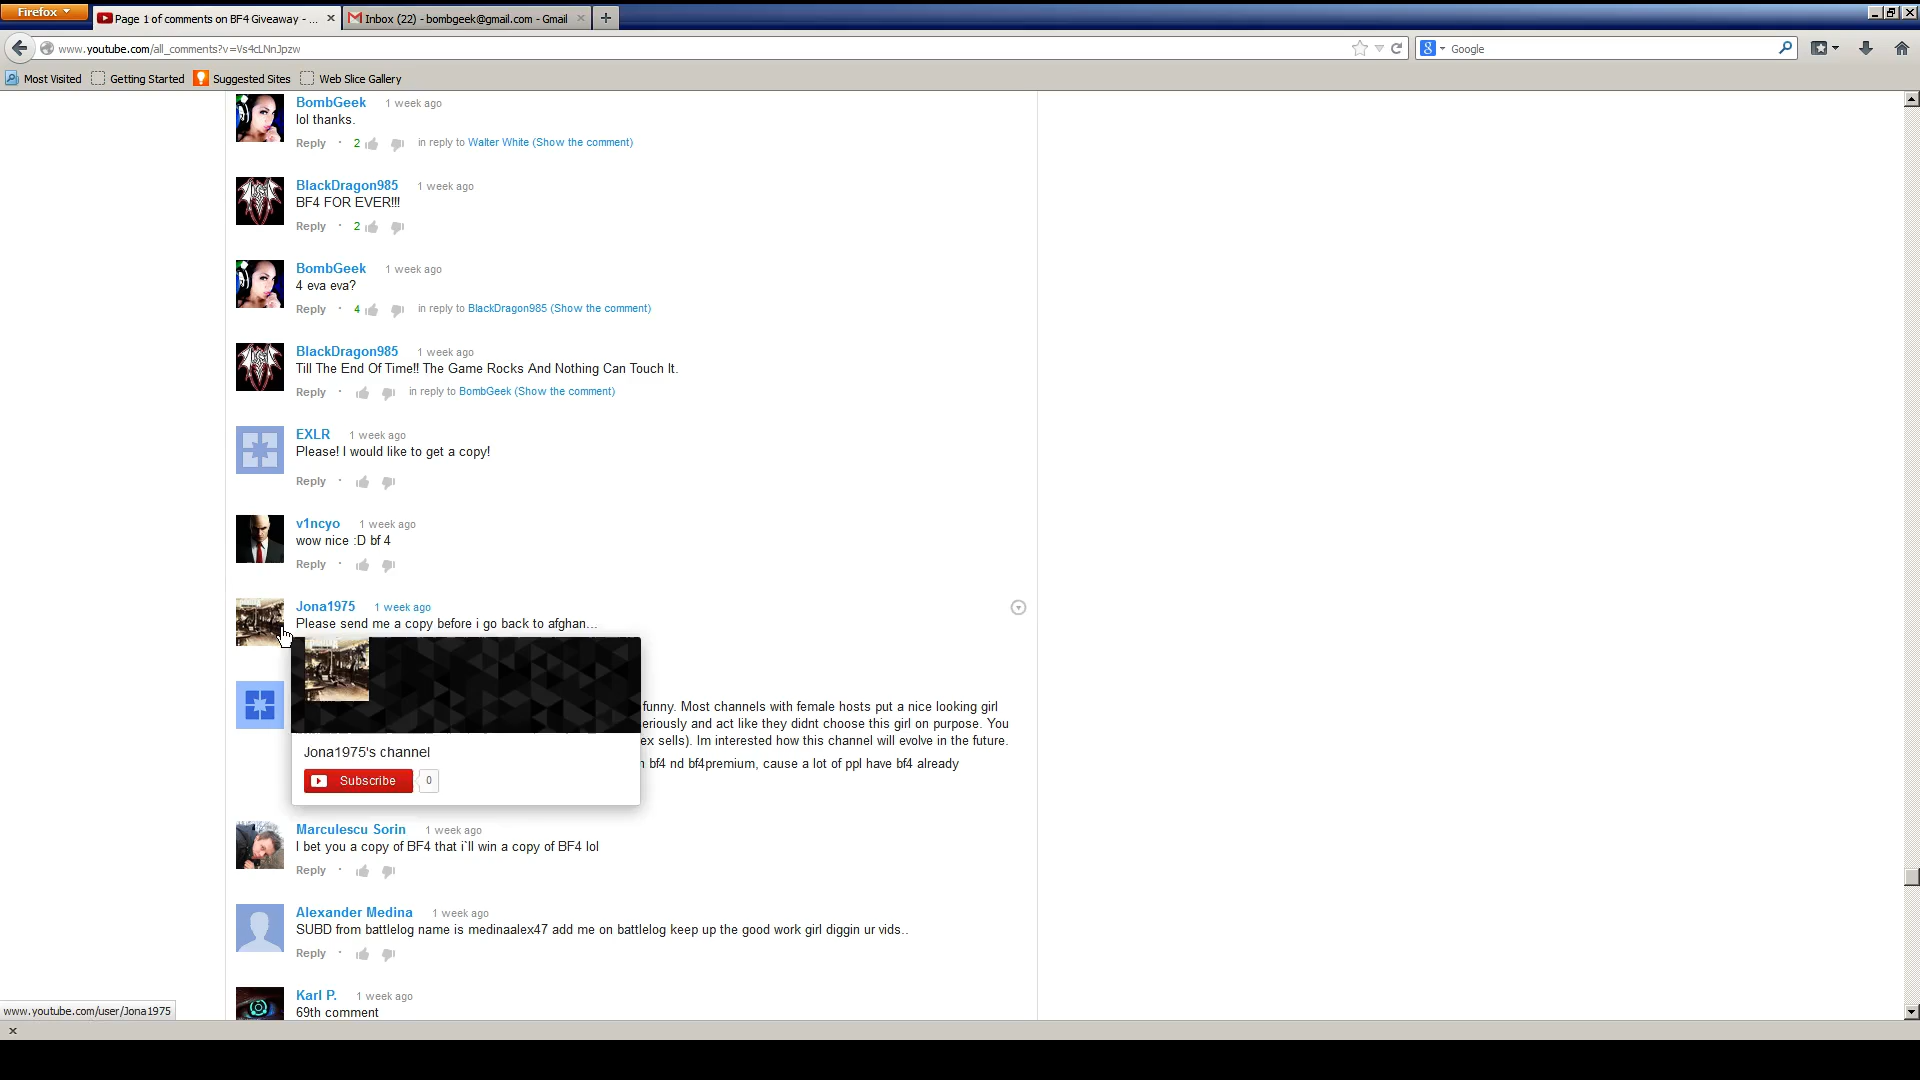 Firefox
Page 1 of comments on BF4 Giveaway - ...
Inbox (22) - bombgeek@gmail.com - Gmail
www.youtube.com/all_comments?v=Vs4cLNnJpzw
Google
Most Visited
Getting Started
Suggested Sites
Web Slice Gallery
BombGeek 1 week ago
lol thanks.
Reply · 2 in reply to Walter White (Show the comment)
BlackDragon985 1 week ago
BF4 FOR EVER!!!
Reply · 2
BombGeek 1 week ago
4 eva eva?
Reply · 4 in reply to BlackDragon985 (Show the comment)
BlackDragon985 1 week ago
Till The End Of Time!! The Game Rocks And Nothing Can Touch It.
Reply · in reply to BombGeek (Show the comment)
EXLR 1 week ago
Please! I would like to get a copy!
Reply ·
v1ncyo 1 week ago
wow nice :D bf 4
Reply ·
Jona1975 1 week ago
Please send me a copy before i go back to afghan...
funny. Most channels with female hosts put a nice looking girl
eriously and act like they didnt choose this girl on purpose. You
ex sells). Im interested how this channel will evolve in the future.
Jona1975's channel
bf4 nd bf4premium, cause a lot of ppl have bf4 already
Subscribe 0
Marculescu Sorin 1 week ago
I bet you a copy of BF4 that i`ll win a copy of BF4 lol
Reply ·
Alexander Medina 1 week ago
SUBD from battlelog name is medinaalex47 add me on battlelog keep up the good work girl diggin ur vids..
Reply ·
Karl P. 1 week ago
69th comment
www.youtube.com/user/Jona1975